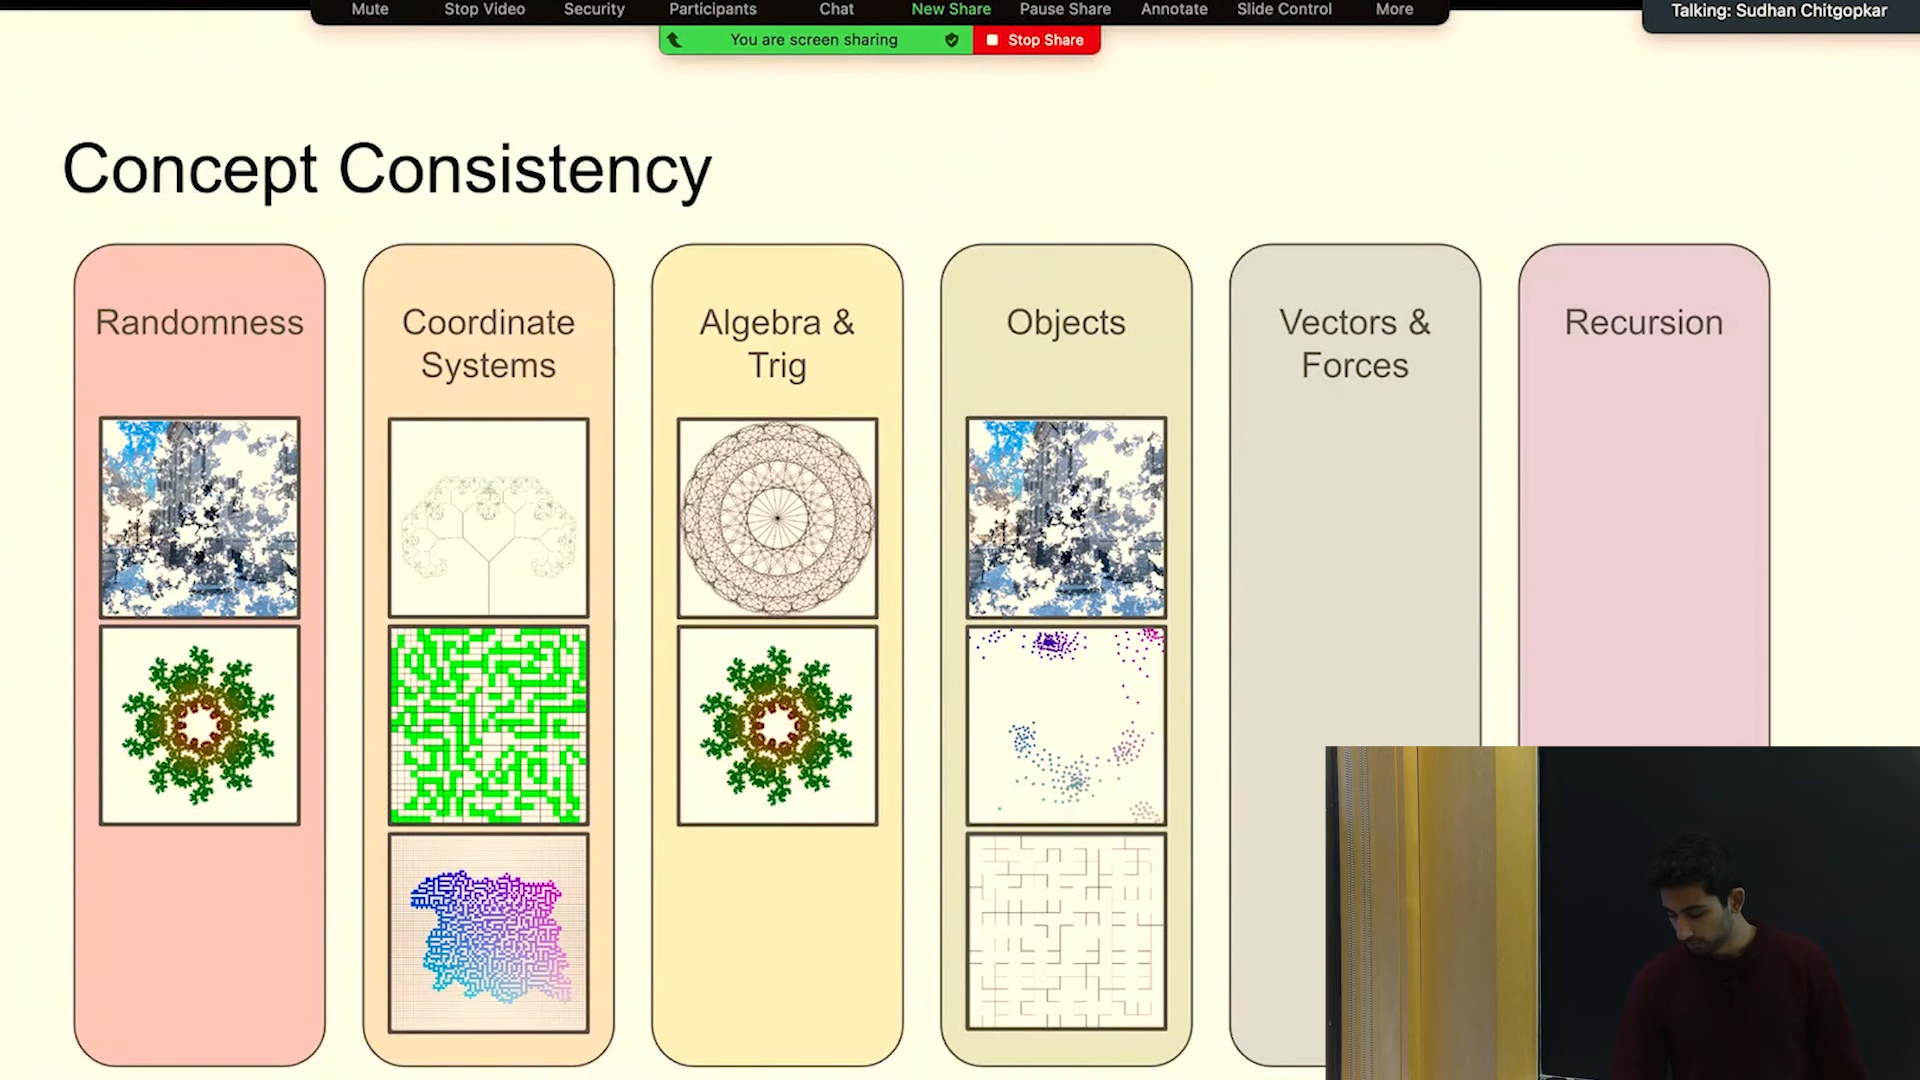 Mute Stop Video Security Participants Chat New Share Pause Share Annotate Slide Control More
Talking: Sudhan Chitgopkar
You are screen sharing
Stop Share
Concept Consistency
Randomness
Coordinate
Systems
Algebra &
Trig
Objects
Vectors &
Forces
Recursion